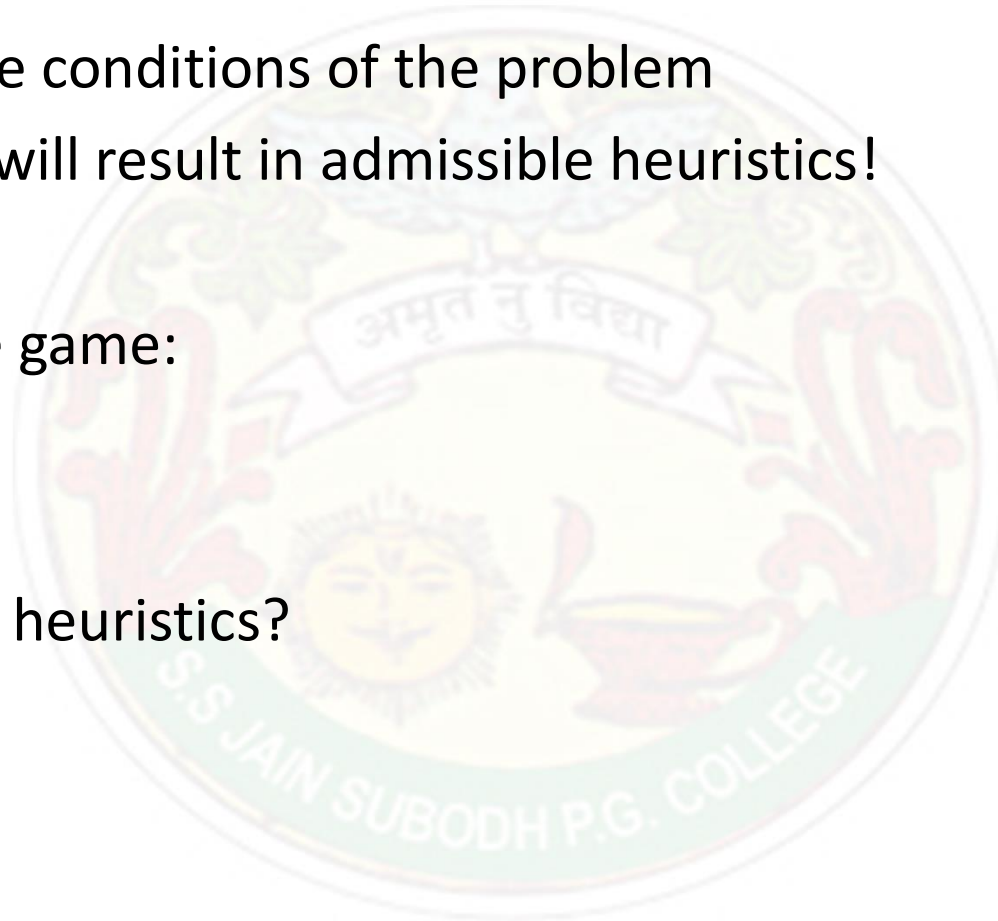 e conditions of the problem
will result in admissible heuristics!
अमृत नु विद्या
game:
heuristics?
S.S JAIN SUBODH P.G. COLLEGE